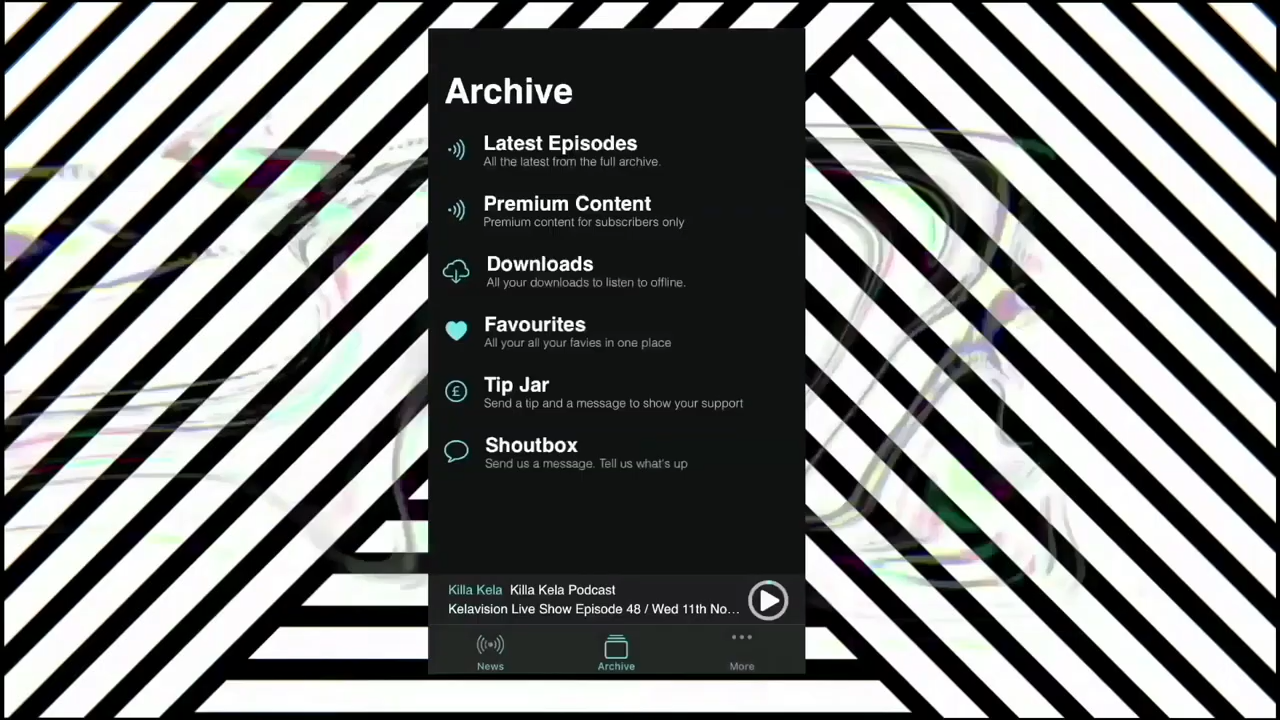 Archive
Latest Episodes
All the latest from the full archive.
Premium Content
Premium content for subscribers only
Downloads
All your downloads to listen to offline.
Favourites
All your all your favies in one place
£
Tip Jar
Send a tip and a message to show your support
Shoutbox
Send us a message. Tell us what's up
Killa Kela Killa Kela Podcast
Kelavision Live Show Episode 48 / Wed 11th No...
News
Archive
More